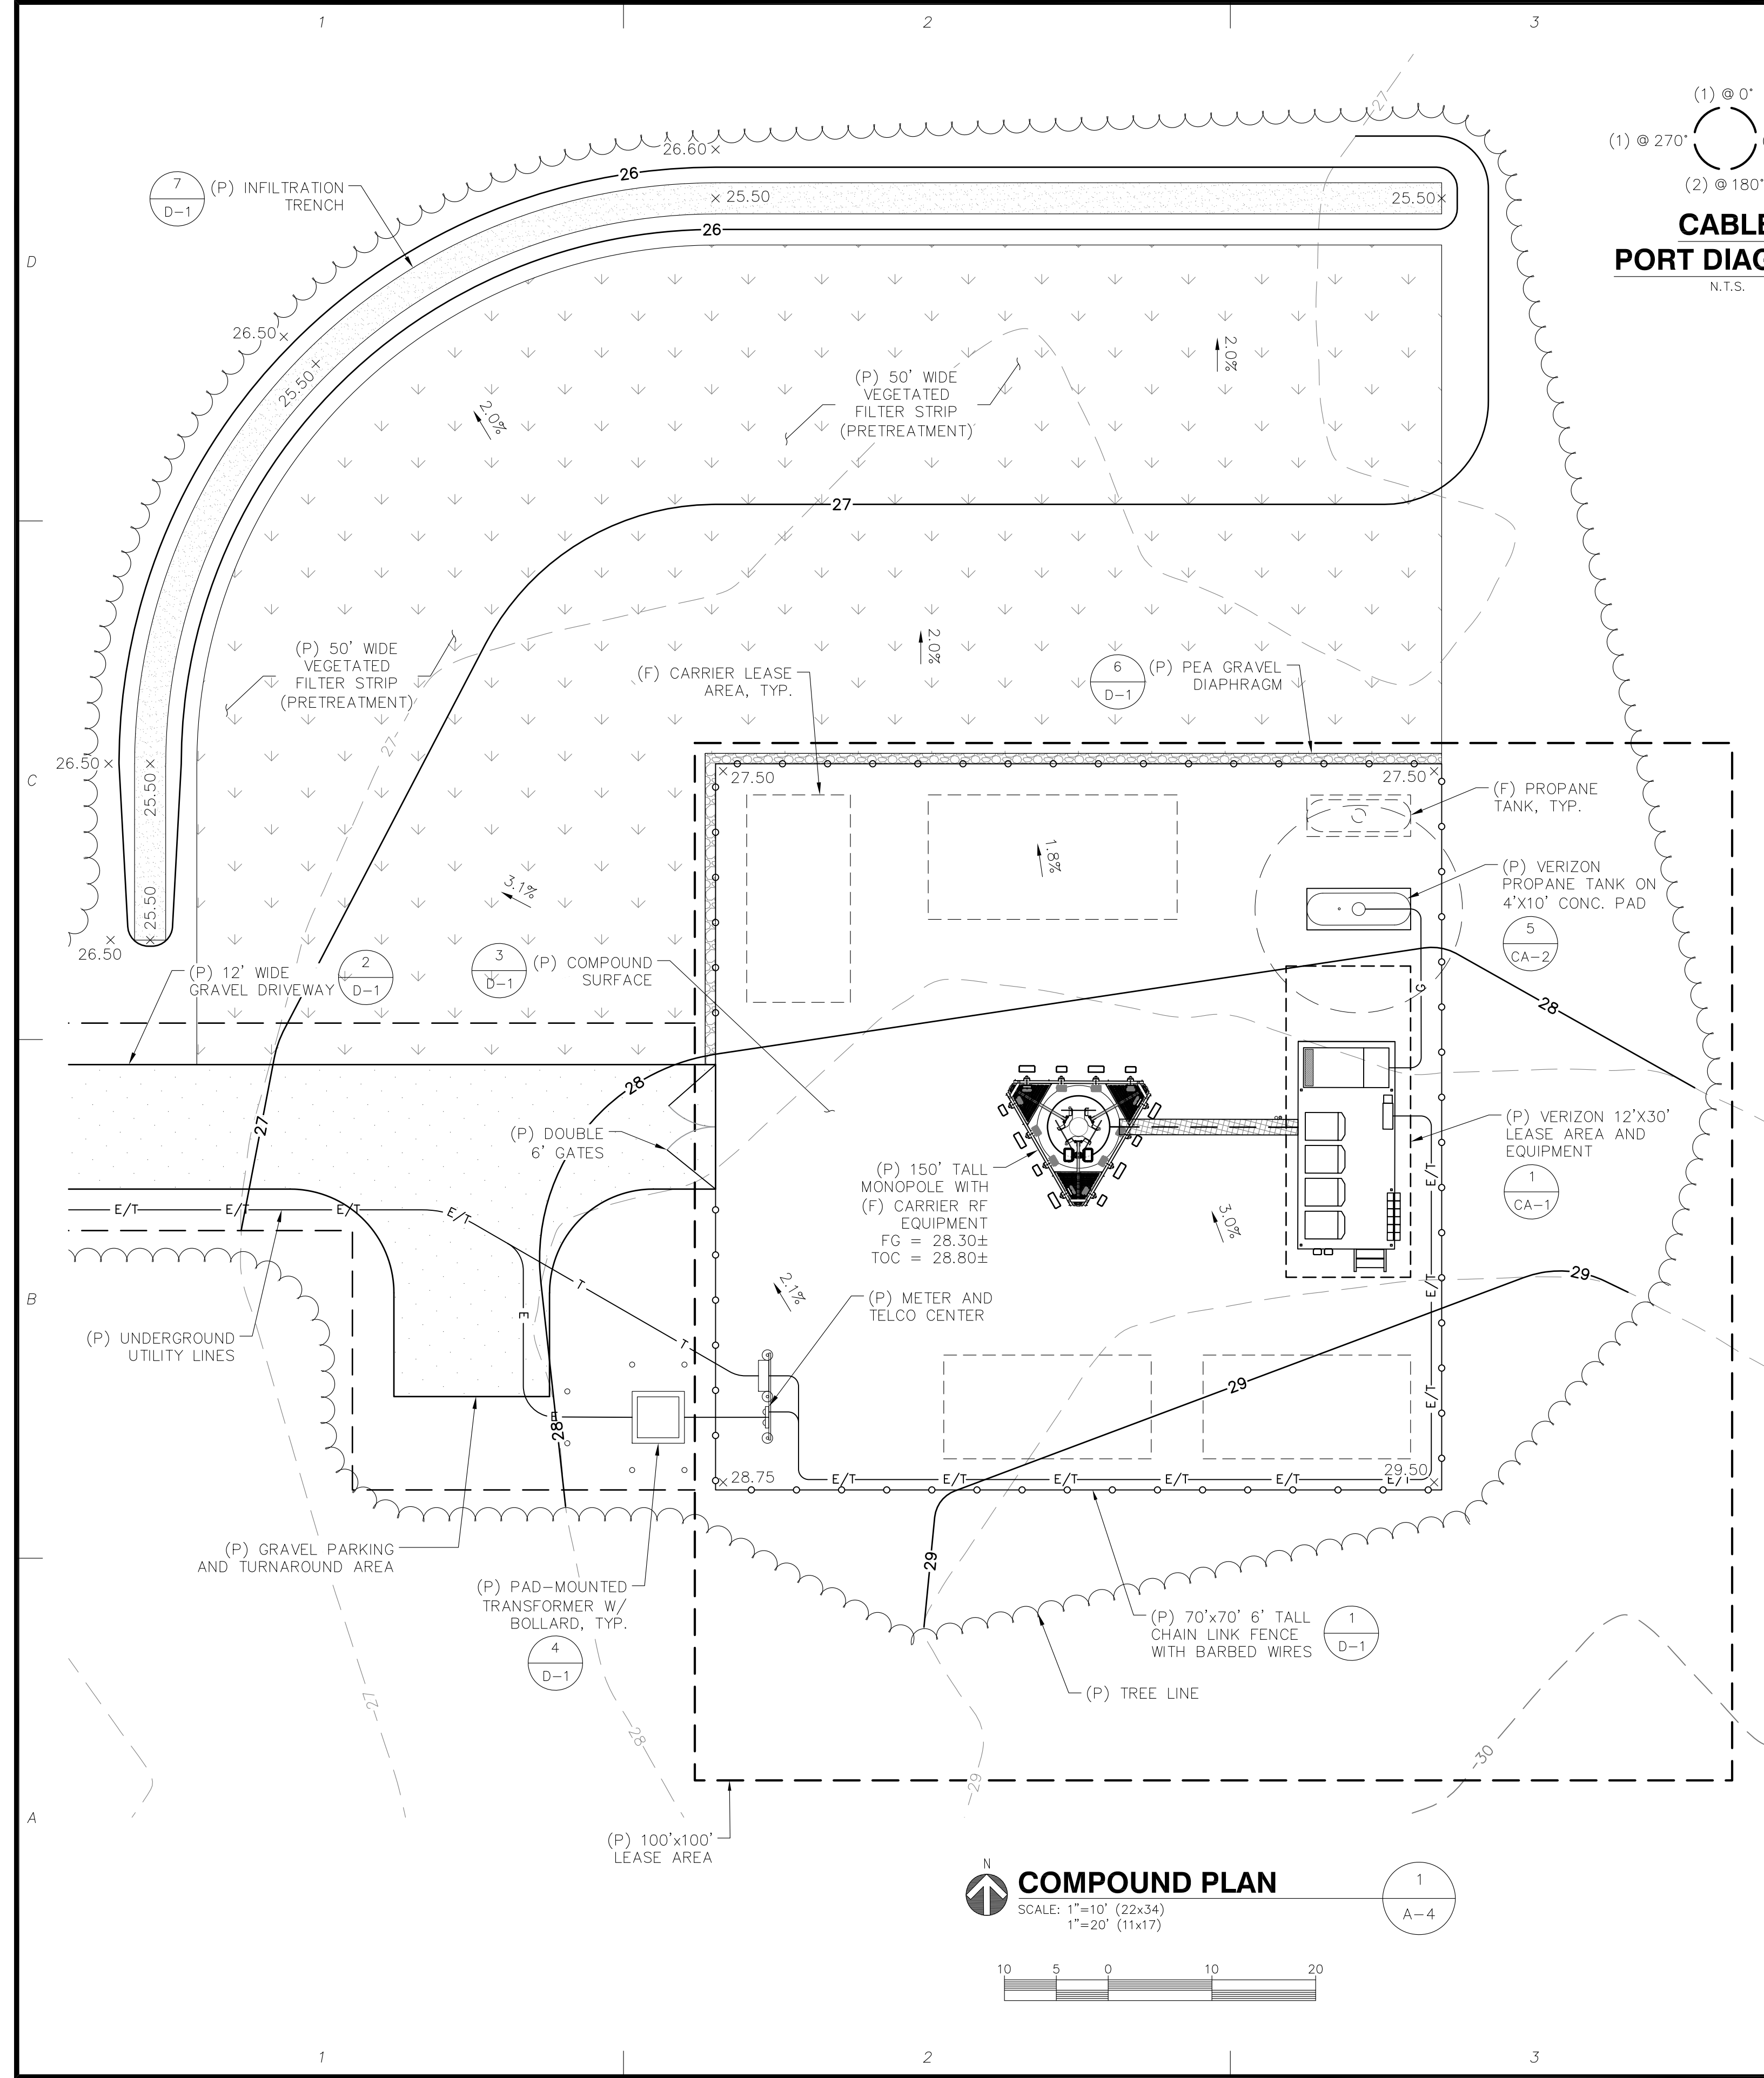 1
2
3
(1) @ 0°
(1) @ 270°
(2) @ 180°
PORT
N.T.S.
D
C
B
A
27
26.60
26
25.50
25.50
26
7
D-1
(P) INFILTRATION
TRENCH
26.50
25.50
2.0%
2.0%
(P) 50' WIDE
VEGETATED
FILTER STRIP
(PRETREATMENT)
27
(P) 50' WIDE
VEGETATED
FILTER STRIP
(PRETREATMENT)
2.0%
(F) CARRIER LEASE
AREA, TYP.
6
D-1
(P) PEA GRAVEL
DIAPHRAGM
27
26.50
25.50
27.50
27.50
(F) PROPANE
TANK, TYP.
1.8%
(P) VERIZON
PROPANE TANK ON
4'X10' CONC. PAD
5
CA-2
3.1%
25.50
26.50
(P) 12' WIDE
GRAVEL DRIVEWAY
2
D-1
3
D-1
(P) COMPOUND
SURFACE
G
28
28
27
(P) DOUBLE
6' GATES
(P) VERIZON 12'X30'
LEASE AREA AND
EQUIPMENT
1
CA-1
(P) 150' TALL
MONOPOLE WITH
(F) CARRIER RF
EQUIPMENT
FG = 28.30±
TOC = 28.80±
E/T
E/T
E/T
E/T
E/T
3.0%
T
2.1%
29
E/T
(P) METER AND
TELCO CENTER
E
T
(P) UNDERGROUND
UTILITY LINES
29
E/T
E
28
28.75
29.50
E/T
E/T
E/T
E/T
E/T
E/T
(P) GRAVEL PARKING
AND TURNAROUND AREA
29
(P) PAD-MOUNTED
TRANSFORMER W/
BOLLARD, TYP.
4
D-1
(P) 70'x70' 6' TALL
CHAIN LINK FENCE
WITH BARBED WIRES
1
D-1
(P) TREE LINE
27
28
29
30
(P) 100'x100'
LEASE AREA
N
COMPOUND PLAN
SCALE: 1"=10' (22x34)
1"=20' (11x17)
1
A-4
10 5 0 10 20
1
2
3